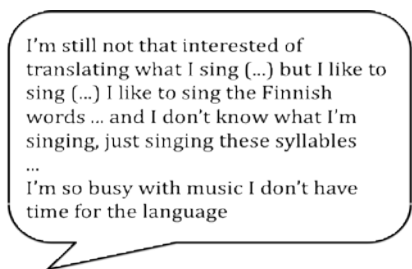 I'm still not that interested of
translating what I sing (...) but I like to
sing (...) I like to sing the Finnish
words ... and I don't know what I'm
singing, just singing these syllables
...
I'm so busy with music I don't have
time for the language